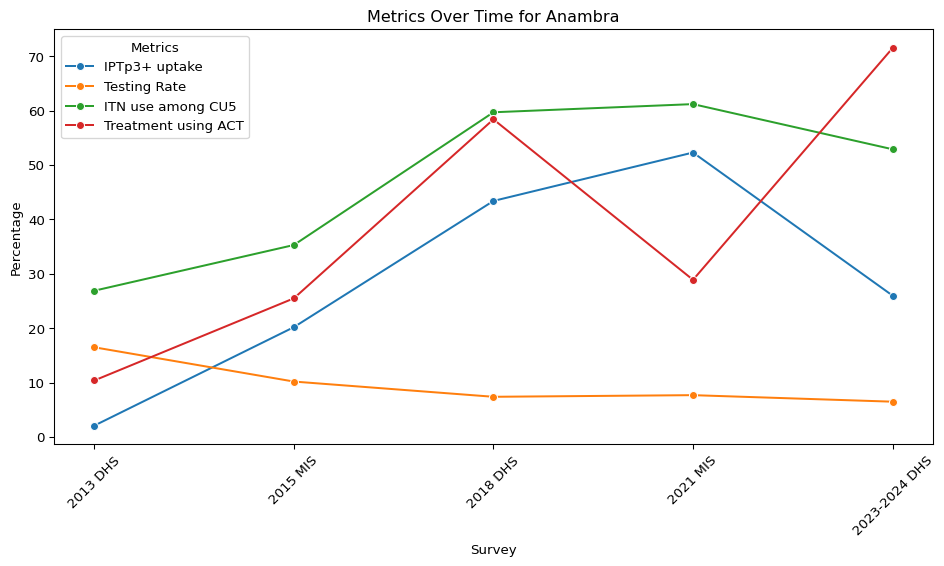 Metrics Over Time for Anambra
Metrics
IPTp3+ uptake
Testing Rate
ITN use among CU5
Treatment using ACT
Percentage
70
60
50
40
30
20
10
0
2013 DHS
2015 MIS
2018 DHS
2021 MIS
2023-2024 DHS
Survey